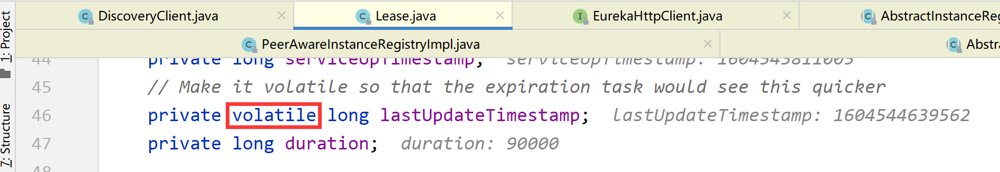 DiscoveryClient.java Lease.java EurekaHttpClient.java AbstractInstanceReg
PeerAwareInstanceRegistryImpl.java Abstra
1: Project
7: Structure
44 private long serviceUpTimestamp; serviceUpTimestamp: 1604543811005
45 // Make it volatile so that the expiration task would see this quicker
46 private volatile long lastUpdateTimestamp; lastUpdateTimestamp: 1604544639562
47 private long duration; duration: 90000
48